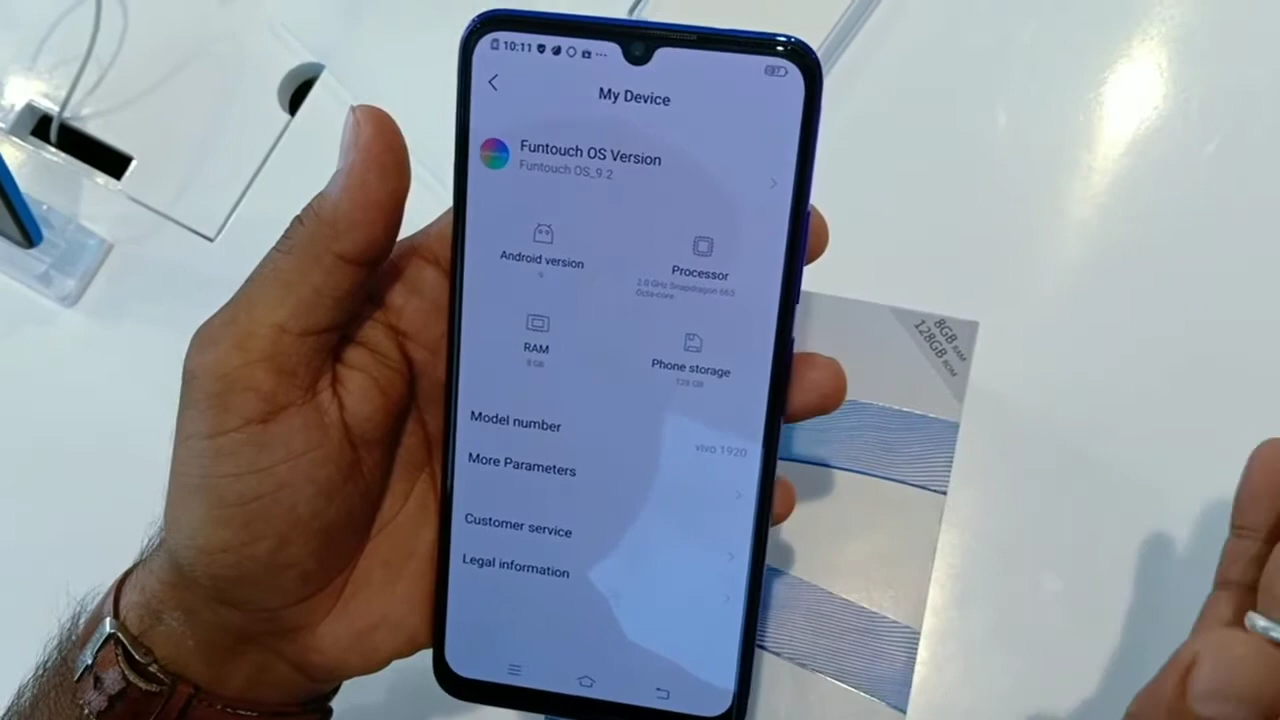 10:11
My Device
Funtouch OS Version
Funtouch OS_9.2
Android version
9
Processor
2.0 GHz Snapdragon 665
Octa-core
RAM
8 GB
Phone storage
128 GB
Model number
vivo 1920
More Parameters
Customer service
Legal information
8GB RAM
128GB ROM